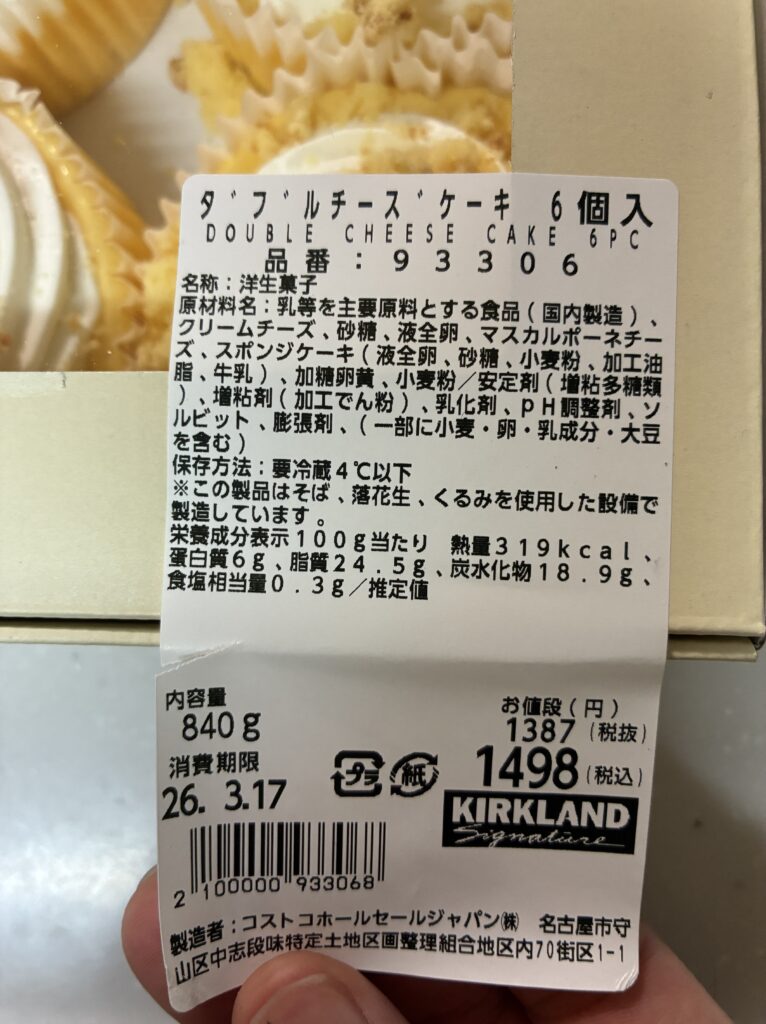 ダブルチーズケーキ 6個入
DOUBLE CHEESE CAKE 6PC
品番:93306
名称:洋生菓子
原材料名:乳等を主要原料とする食品(国内製造)、
クリームチーズ、砂糖、液全卵、マスカルポーネチー
ズ、スポンジケーキ(液全卵、砂糖、小麦粉、加工油
脂、牛乳)、加糖卵黄、小麦粉/安定剤(増粘多糖類
)、増粘剤(加工でん粉)、乳化剤、pH調整剤、ソ
ルビット、膨張剤、(一部に小麦・卵・乳成分・大豆
を含む)
保存方法:要冷蔵4℃以下
※この製品はそば、落花生、くるみを使用した設備で
製造しています。
栄養成分表示100g当たり 熱量319kcal、
蛋白質6g、脂質24.5g、炭水化物18.9g、
食塩相当量0.3g/推定値
内容量
840g
お値段(円)
1387(税抜)
1498(税込)
消費期限
26. 3.17
プラ
紙
KIRKLAND
Signature
2 100000 933068
製造者:コストコホールセールジャパン㈱ 名古屋市守
山区中志段味特定土地区画整理組合地区内70街区1-1